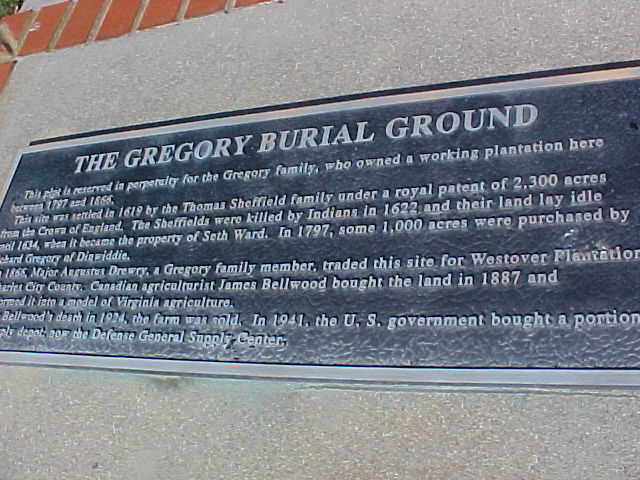 THE GREGORY BURIAL GROUND
This plot is reserved in perpetuity for the Gregory family, who owned a working plantation here
between 1797 and 1866.
This site was settled in 1619 by the Thomas Sheffield family under a royal patent of 2,300 acres
from the Crown of England. The Sheffields were killed by Indians in 1622 and their land lay idle
until 1634, when it became the property of Seth Ward. In 1797, some 1,000 acres were purchased by
chard Gregory of Dinwiddie.
n 1866, Major Augustus Drewry, a Gregory family member, traded this site for Westover Plantation
arles City County. Canadian agriculturist James Bellwood bought the land in 1887 and
ormed it into a model of Virginia agriculture.
Bellwood's death in 1924, the farm was sold. In 1941, the U. S. government bought a portion
ply depot, now the Defense General Supply Center.